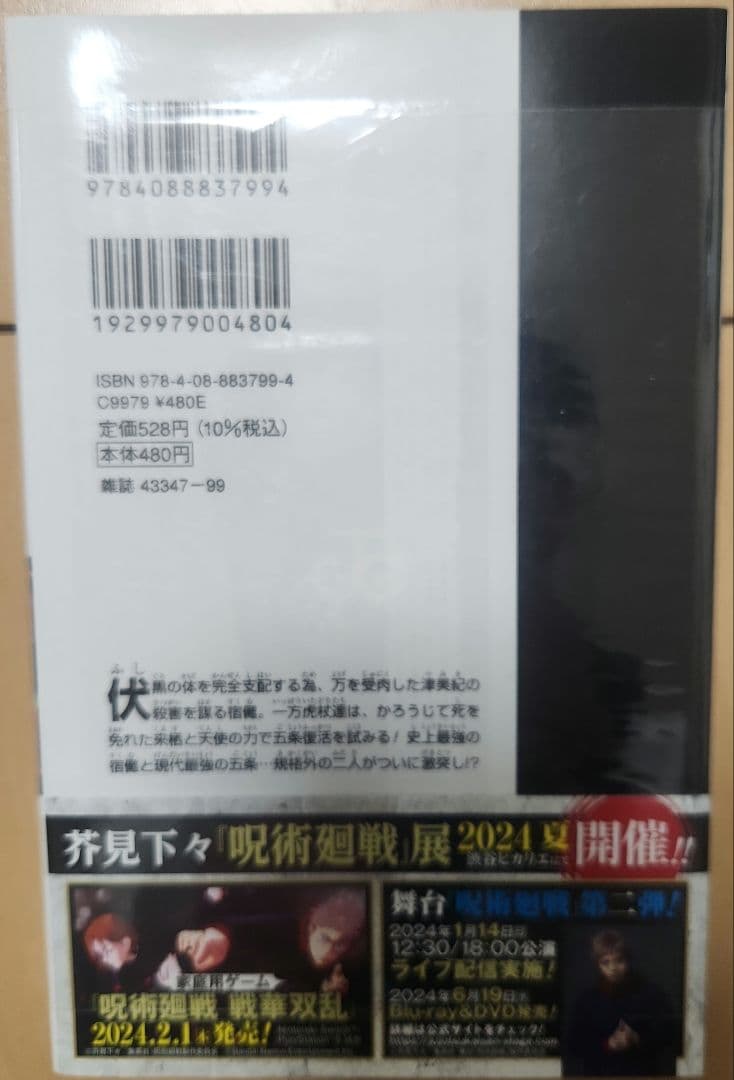 9784088837994
1929979004804
ISBN 978-4-08-883799-4
C9979 ¥480E
定価528円 (10%税込)
本体480円
雑誌 43347-99
伏黒の体を完全支配する為、万を受肉した津美紀の
殺害を謀る宿儺。一方虎杖達は、かろうじて死を
免れた来栖と天使の力で五条復活を試みる! 史上最強の
宿儺と現代最強の五条…規格外の二人がついに激突!?
芥見下々『呪術廻戦』展 2024 夏 渋谷ヒカリエにて 開催!!
家庭用ゲーム
『呪術廻戦 戦華双乱』
2024.2.1㊍発売!
舞台 呪術廻戦 第二弾!
2024年1月14日㈰
12:30/18:00公演
ライブ配信実施!
2024年6月19日㈬
Blu-ray&DVD発売!
詳細は公式サイトをチェック!